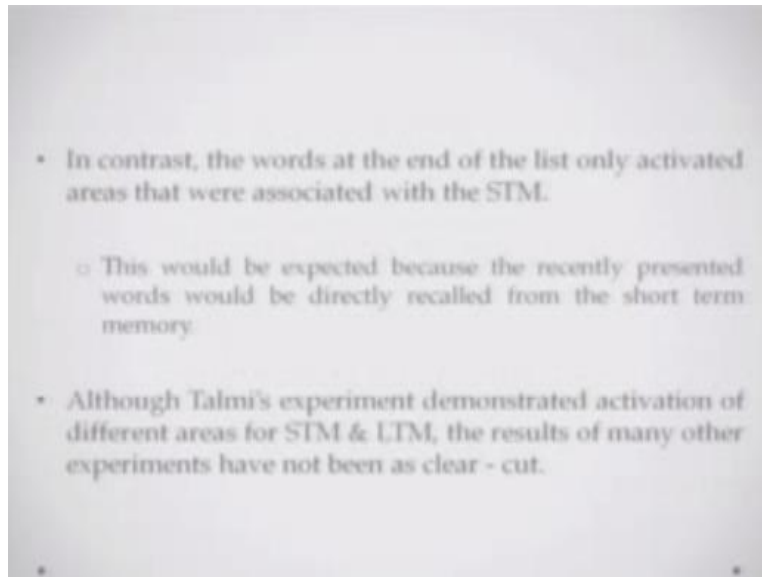 • In contrast, the words at the end of the list only activated
areas that were associated with the STM.
▫ This would be expected because the recently presented
words would be directly recalled from the short term
memory.
• Although Talmi's experiment demonstrated activation of
different areas for STM & LTM, the results of many other
experiments have not been as clear - cut.